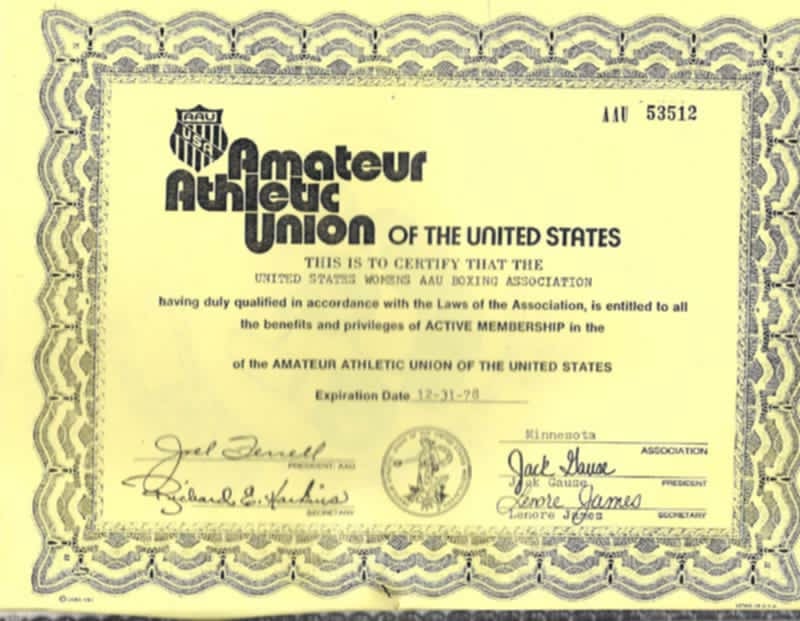 AAU 53512
AAU
USA
Amateur
Athletic
Union OF THE UNITED STATES
THIS IS TO CERTIFY THAT THE
UNITED STATES WOMENS AAU BOXING ASSOCIATION
having duly qualified in accordance with the Laws of the Association, is entitled to all
the benefits and privileges of ACTIVE MEMBERSHIP in the
of the AMATEUR ATHLETIC UNION OF THE UNITED STATES
Expiration Date 12-31-78
Minnesota
ASSOCIATION
Joel Ferrell
PRESIDENT AAU
Jack Gause
Jack Gause PRESIDENT
Richard E. Harkins
SECRETARY
Lenore James
Lenore James SECRETARY